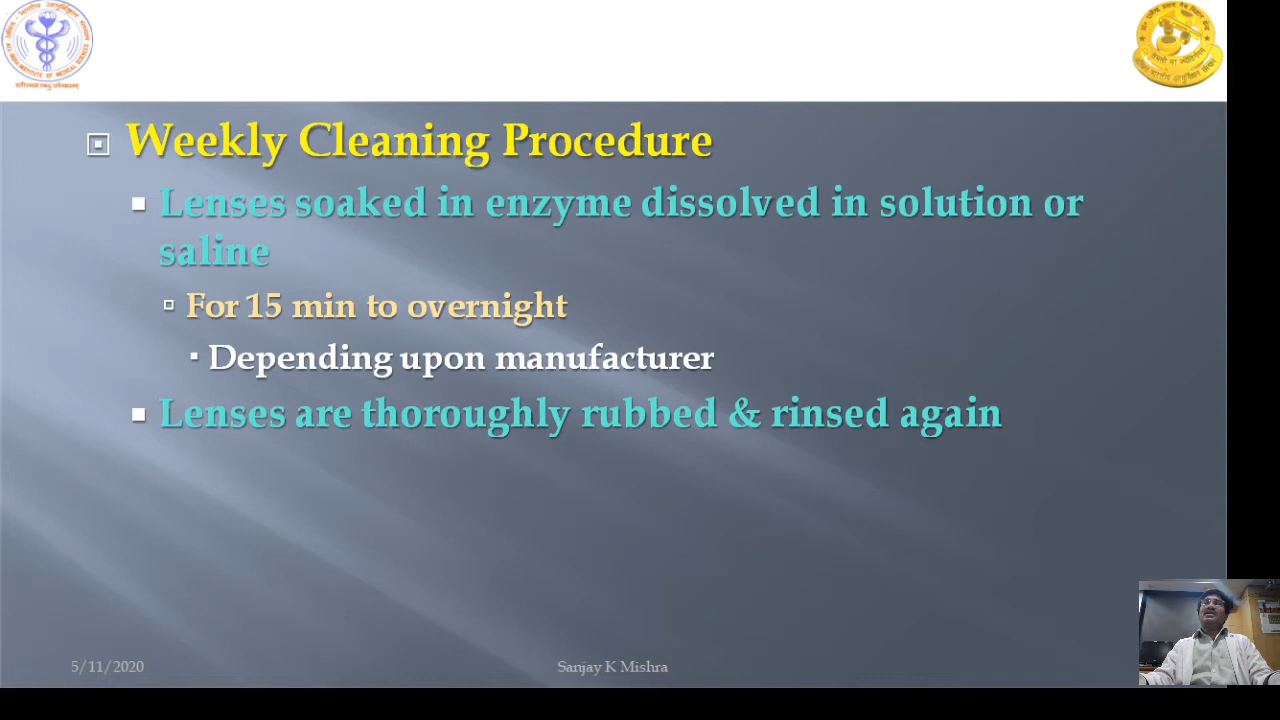 Weekly Cleaning Procedure
Lenses soaked in enzyme dissolved in solution or
saline
For 15 min to overnight
Depending upon manufacturer
Lenses are thoroughly rubbed & rinsed again
5/11/2020
Sanjay K Mishra